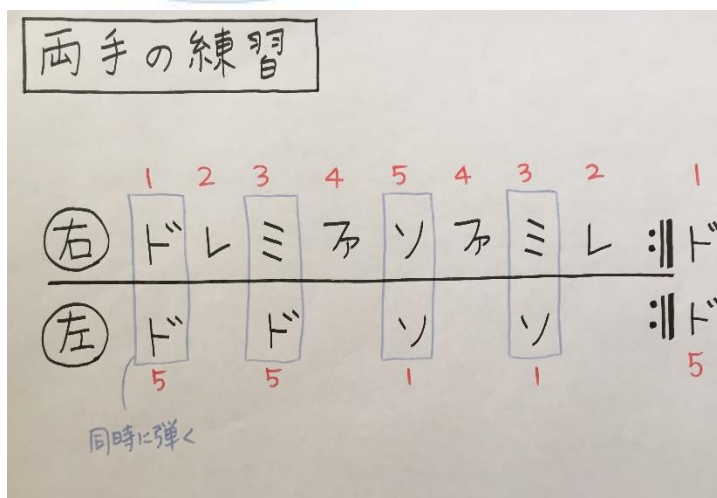 両手の練習
1 2 3 4 5 4 3 2 1
右 ド レ ミ ファ ソ ファ ミ レ :‖ ド
左 ド ド ソ ソ :‖ ド
5 5 1 1 5
同時に弾く